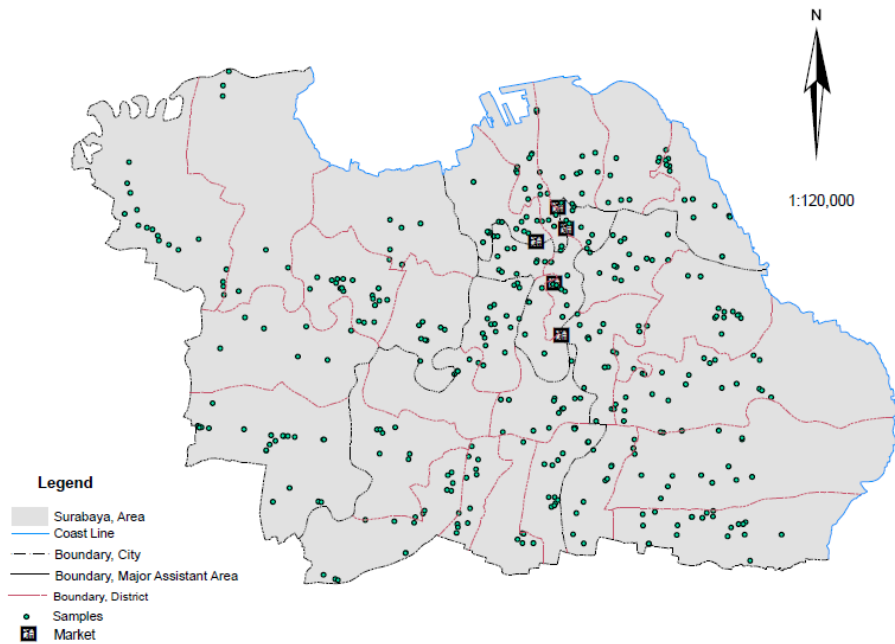 N
1:120,000
Legend
Surabaya, Area
Coast Line
Boundary, City
Boundary, Major Assistant Area
Boundary, District
Samples
Market